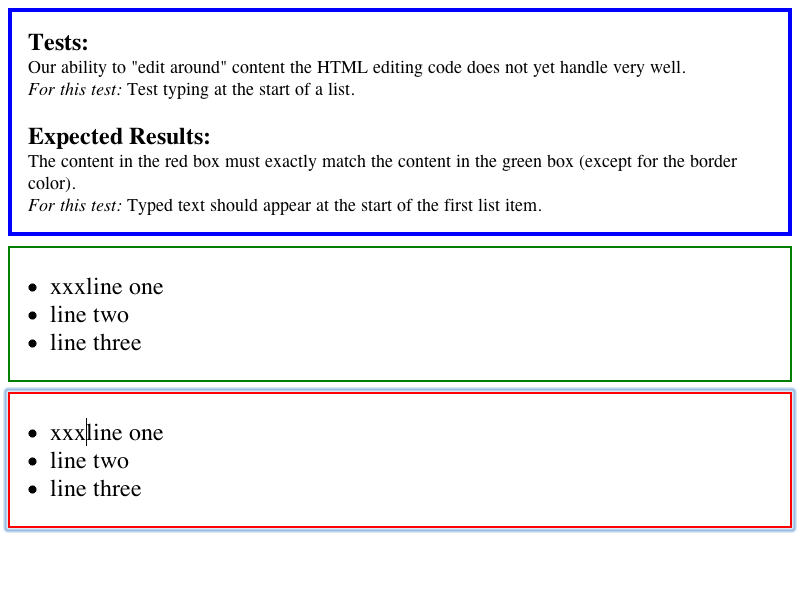 Tests:
Our ability to "edit around" content the HTML editing code does not yet handle very well.
For this test: Test typing at the start of a list.
Expected Results:
The content in the red box must exactly match the content in the green box (except for the border
color).
For this test: Typed text should appear at the start of the first list item.
• xxxline one
• line two
• line three
• xxxline one
• line two
• line three